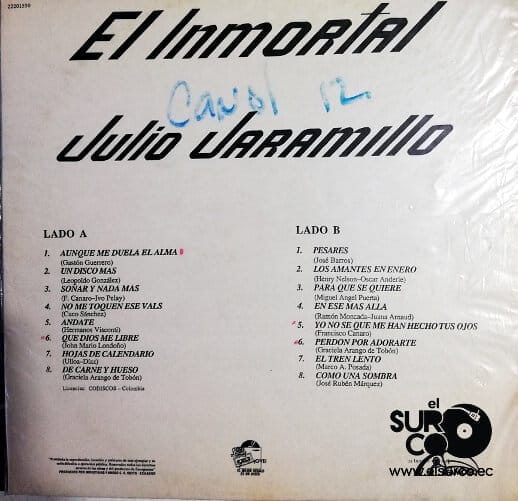 22201590
El Inmortal
Canal 12.
Julio Jaramillo
LADO A
1. AUNQUE ME DUELA EL ALMA
(Gastón Guerrero)
2. UN DISCO MAS
(Leopoldo González)
3. SOÑAR Y NADA MAS
(F. Canaro-Ivo Pelay)
4. NO ME TOQUEN ESE VALS
(Caco Sánchez)
5. ANDATE
(Hermanos Visconti)
6. QUE DIOS ME LIBRE
(John Mario Londoño)
7. HOJAS DE CALENDARIO
(Ulloa-Díaz)
8. DE CARNE Y HUESO
(Graciela Arango de Tobón)
Licencia: CODISCOS - Colombia
LADO B
1. PESARES
(José Barros)
2. LOS AMANTES EN ENERO
(Henry Nelson-Oscar Anderle)
3. PARA QUE SE QUIERE
(Miguel Angel Puerta)
4. EN ESE MAS ALLA
(Ramón Moncada-Juana Arnaud)
5. YO NO SE QUE ME HAN HECHO TUS OJOS
(Francisco Canaro)
6. PERDON POR ADORARTE
(Graciela Arango de Tobón)
7. EL TREN LENTO
(Marco A. Posada)
8. COMO UNA SOMBRA
(José Rubén Márquez)
el
SURCO
www.elsurco.ec